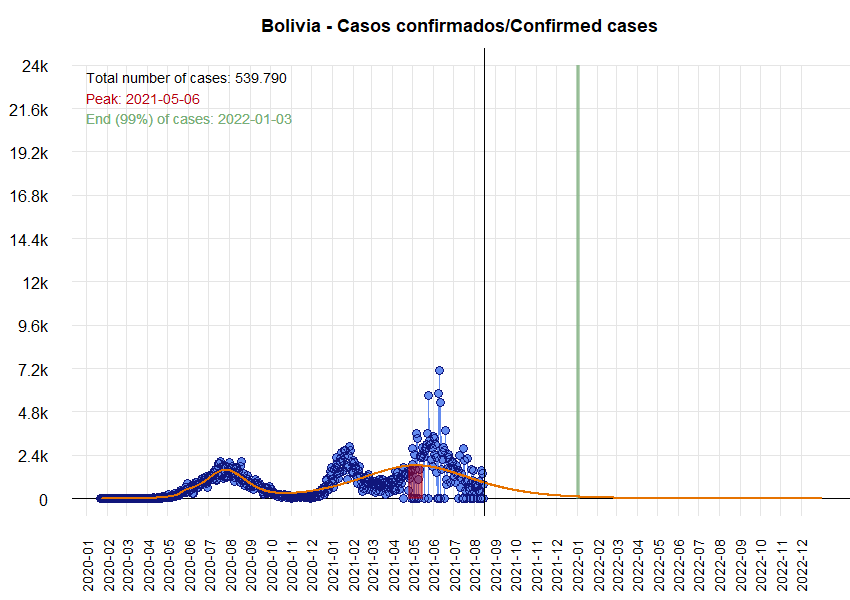 Bolivia - Casos confirmados/Confirmed cases
24k
21.6k
19.2k
16.8k
14.4k
12k
9.6k
7.2k
4.8k
2.4k
0
Total number of cases: 539.790
Peak: 2021-05-06
End (99%) of cases: 2022-01-03
2020-01
2020-02
2020-03
2020-04
2020-05
2020-06
2020-07
2020-08
2020-09
2020-10
2020-11
2020-12
2021-01
2021-02
2021-03
2021-04
2021-05
2021-06
2021-07
2021-08
2021-09
2021-10
2021-11
2021-12
2022-01
2022-02
2022-03
2022-04
2022-05
2022-06
2022-07
2022-08
2022-09
2022-10
2022-11
2022-12